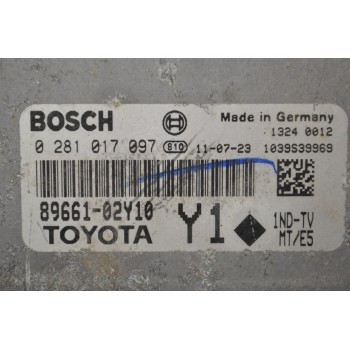 BOSCH Made in Germany
1324 0012
0 281 017 097 810 11-07-23 1039S39969
89661-02Y10 Y1 1ND-TV
TOYOTA MT/E5